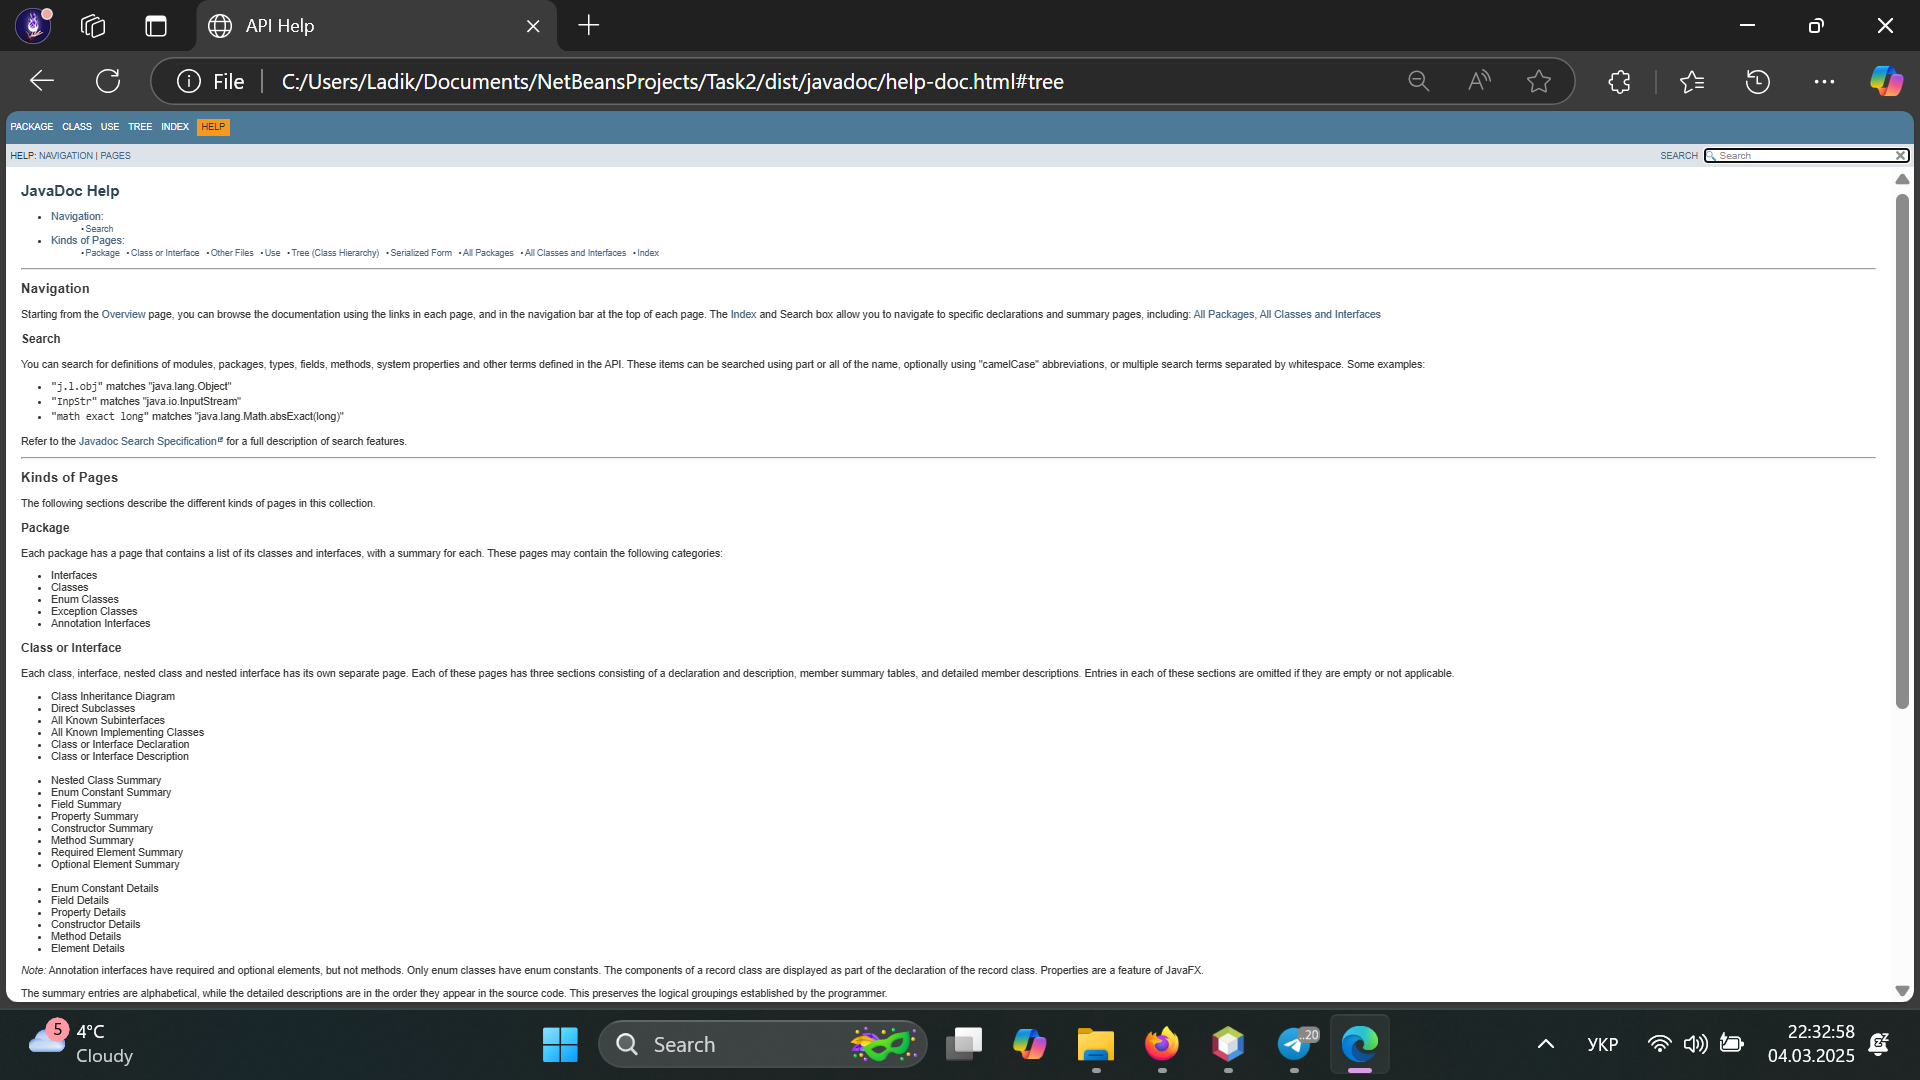 API Help
File
C:/Users/Ladik/Documents/NetBeansProjects/Task2/dist/javadoc/help-doc.html#tree
PACKAGE CLASS USE TREE INDEX HELP
HELP: NAVIGATION | PAGES
SEARCH Search
JavaDoc Help
• Navigation:
• Search
• Kinds of Pages:
• Package • Class or Interface • Other Files • Use • Tree (Class Hierarchy) • Serialized Form • All Packages • All Classes and Interfaces • Index
Navigation
Starting from the Overview page, you can browse the documentation using the links in each page, and in the navigation bar at the top of each page. The Index and Search box allow you to navigate to specific declarations and summary pages, including: All Packages, All Classes and Interfaces
Search
You can search for definitions of modules, packages, types, fields, methods, system properties and other terms defined in the API. These items can be searched using part or all of the name, optionally using "camelCase" abbreviations, or multiple search terms separated by whitespace. Some examples:
• "j.l.obj" matches "java.lang.Object"
• "InpStr" matches "java.io.InputStream"
• "math exact long" matches "java.lang.Math.absExact(long)"
Refer to the Javadoc Search Specification for a full description of search features.
Kinds of Pages
The following sections describe the different kinds of pages in this collection.
Package
Each package has a page that contains a list of its classes and interfaces, with a summary for each. These pages may contain the following categories:
• Interfaces
• Classes
• Enum Classes
• Exception Classes
• Annotation Interfaces
Class or Interface
Each class, interface, nested class and nested interface has its own separate page. Each of these pages has three sections consisting of a declaration and description, member summary tables, and detailed member descriptions. Entries in each of these sections are omitted if they are empty or not applicable.
• Class Inheritance Diagram
• Direct Subclasses
• All Known Subinterfaces
• All Known Implementing Classes
• Class or Interface Declaration
• Class or Interface Description
• Nested Class Summary
• Enum Constant Summary
• Field Summary
• Property Summary
• Constructor Summary
• Method Summary
• Required Element Summary
• Optional Element Summary
• Enum Constant Details
• Field Details
• Property Details
• Constructor Details
• Method Details
• Element Details
Note: Annotation interfaces have required and optional elements, but not methods. Only enum classes have enum constants. The components of a record class are displayed as part of the declaration of the record class. Properties are a feature of JavaFX.
The summary entries are alphabetical, while the detailed descriptions are in the order they appear in the source code. This preserves the logical groupings established by the programmer.
5
4°C
Cloudy
Search
..20
УКР
22:32:58
04.03.2025